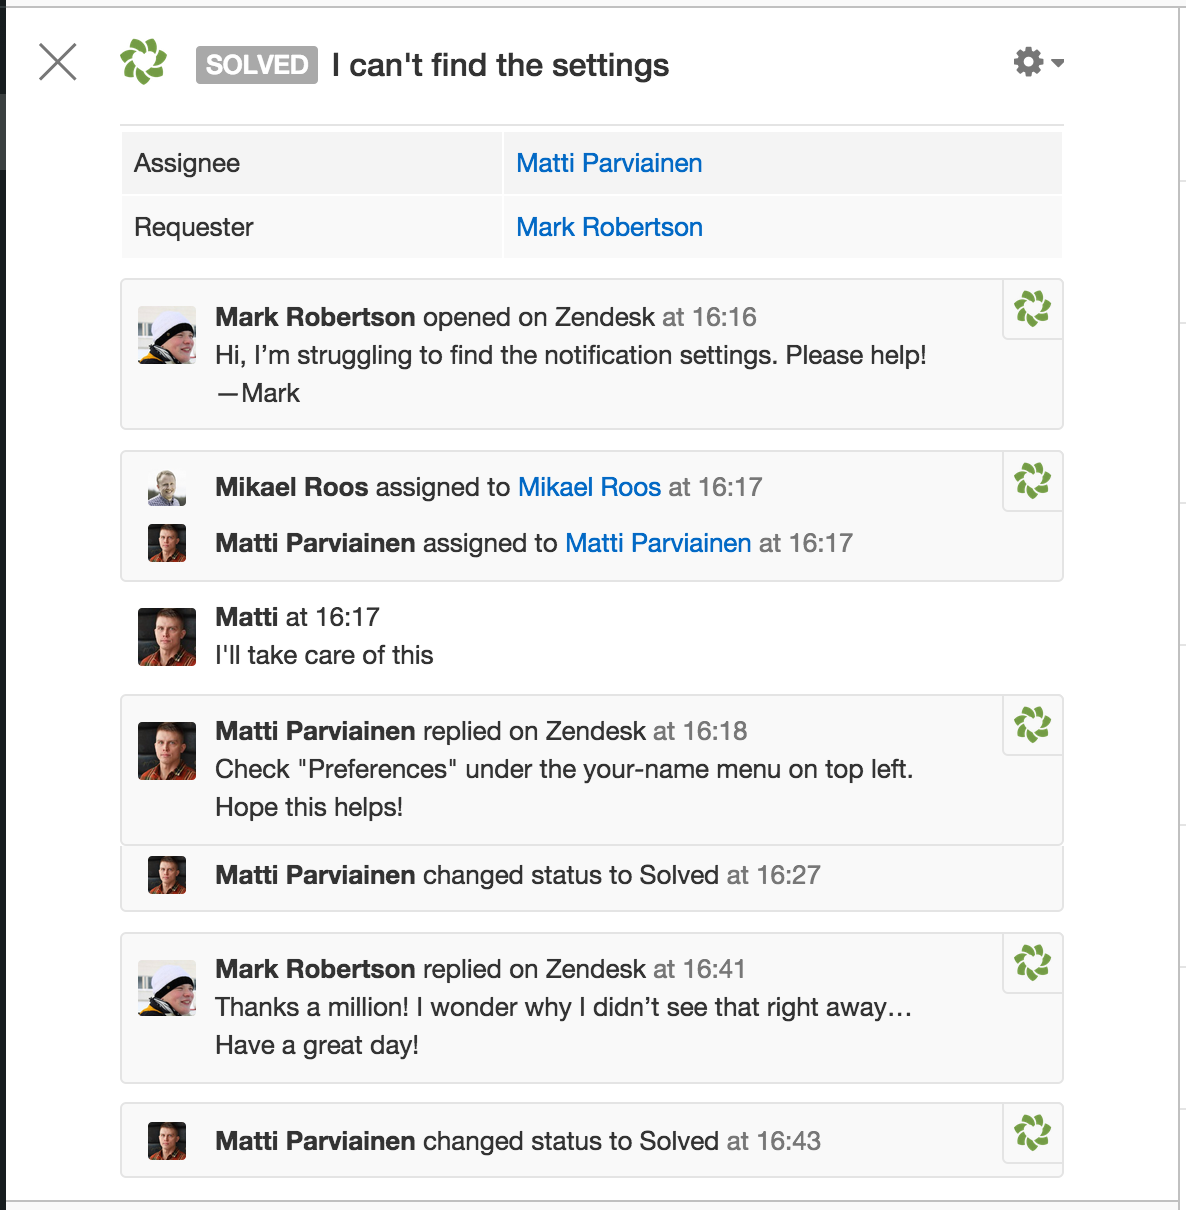 SOLVED I can't find the settings
Assignee Matti Parviainen
Requester Mark Robertson
Mark Robertson opened on Zendesk at 16:16
Hi, I’m struggling to find the notification settings. Please help!
—Mark
Mikael Roos assigned to Mikael Roos at 16:17
Matti Parviainen assigned to Matti Parviainen at 16:17
Matti at 16:17
I'll take care of this
Matti Parviainen replied on Zendesk at 16:18
Check "Preferences" under the your-name menu on top left.
Hope this helps!
Matti Parviainen changed status to Solved at 16:27
Mark Robertson replied on Zendesk at 16:41
Thanks a million! I wonder why I didn’t see that right away…
Have a great day!
Matti Parviainen changed status to Solved at 16:43